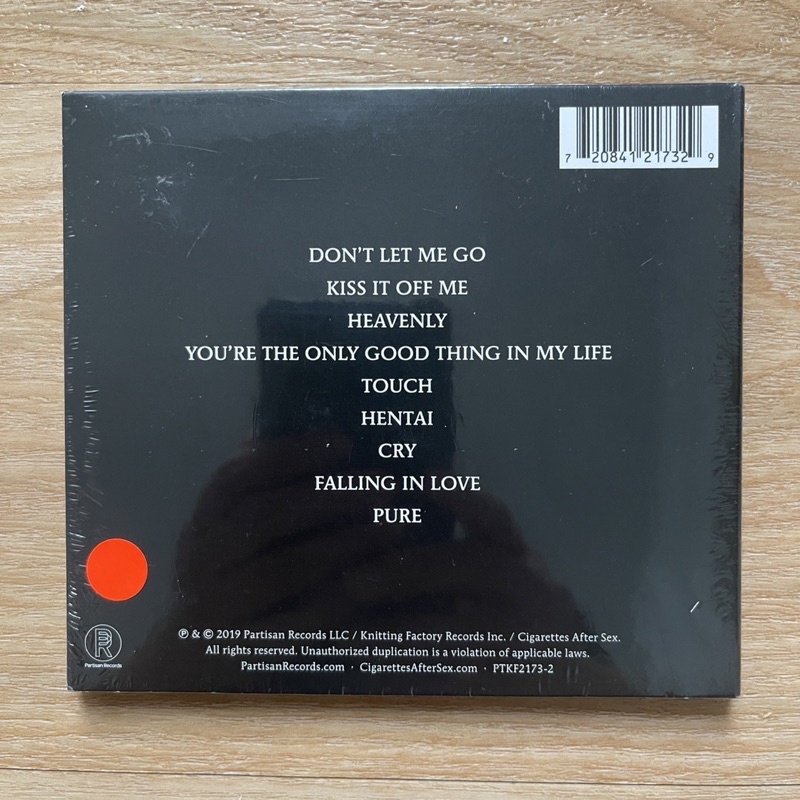 7 20841 21732 9
DON'T LET ME GO
KISS IT OFF ME
HEAVENLY
YOU'RE THE ONLY GOOD THING IN MY LIFE
TOUCH
HENTAI
CRY
FALLING IN LOVE
PURE
℗ & © 2019 Partisan Records LLC / Knitting Factory Records Inc. / Cigarettes After Sex.
All rights reserved. Unauthorized duplication is a violation of applicable laws.
PartisanRecords.com · CigarettesAfterSex.com · PTKF2173-2
Partisan Records